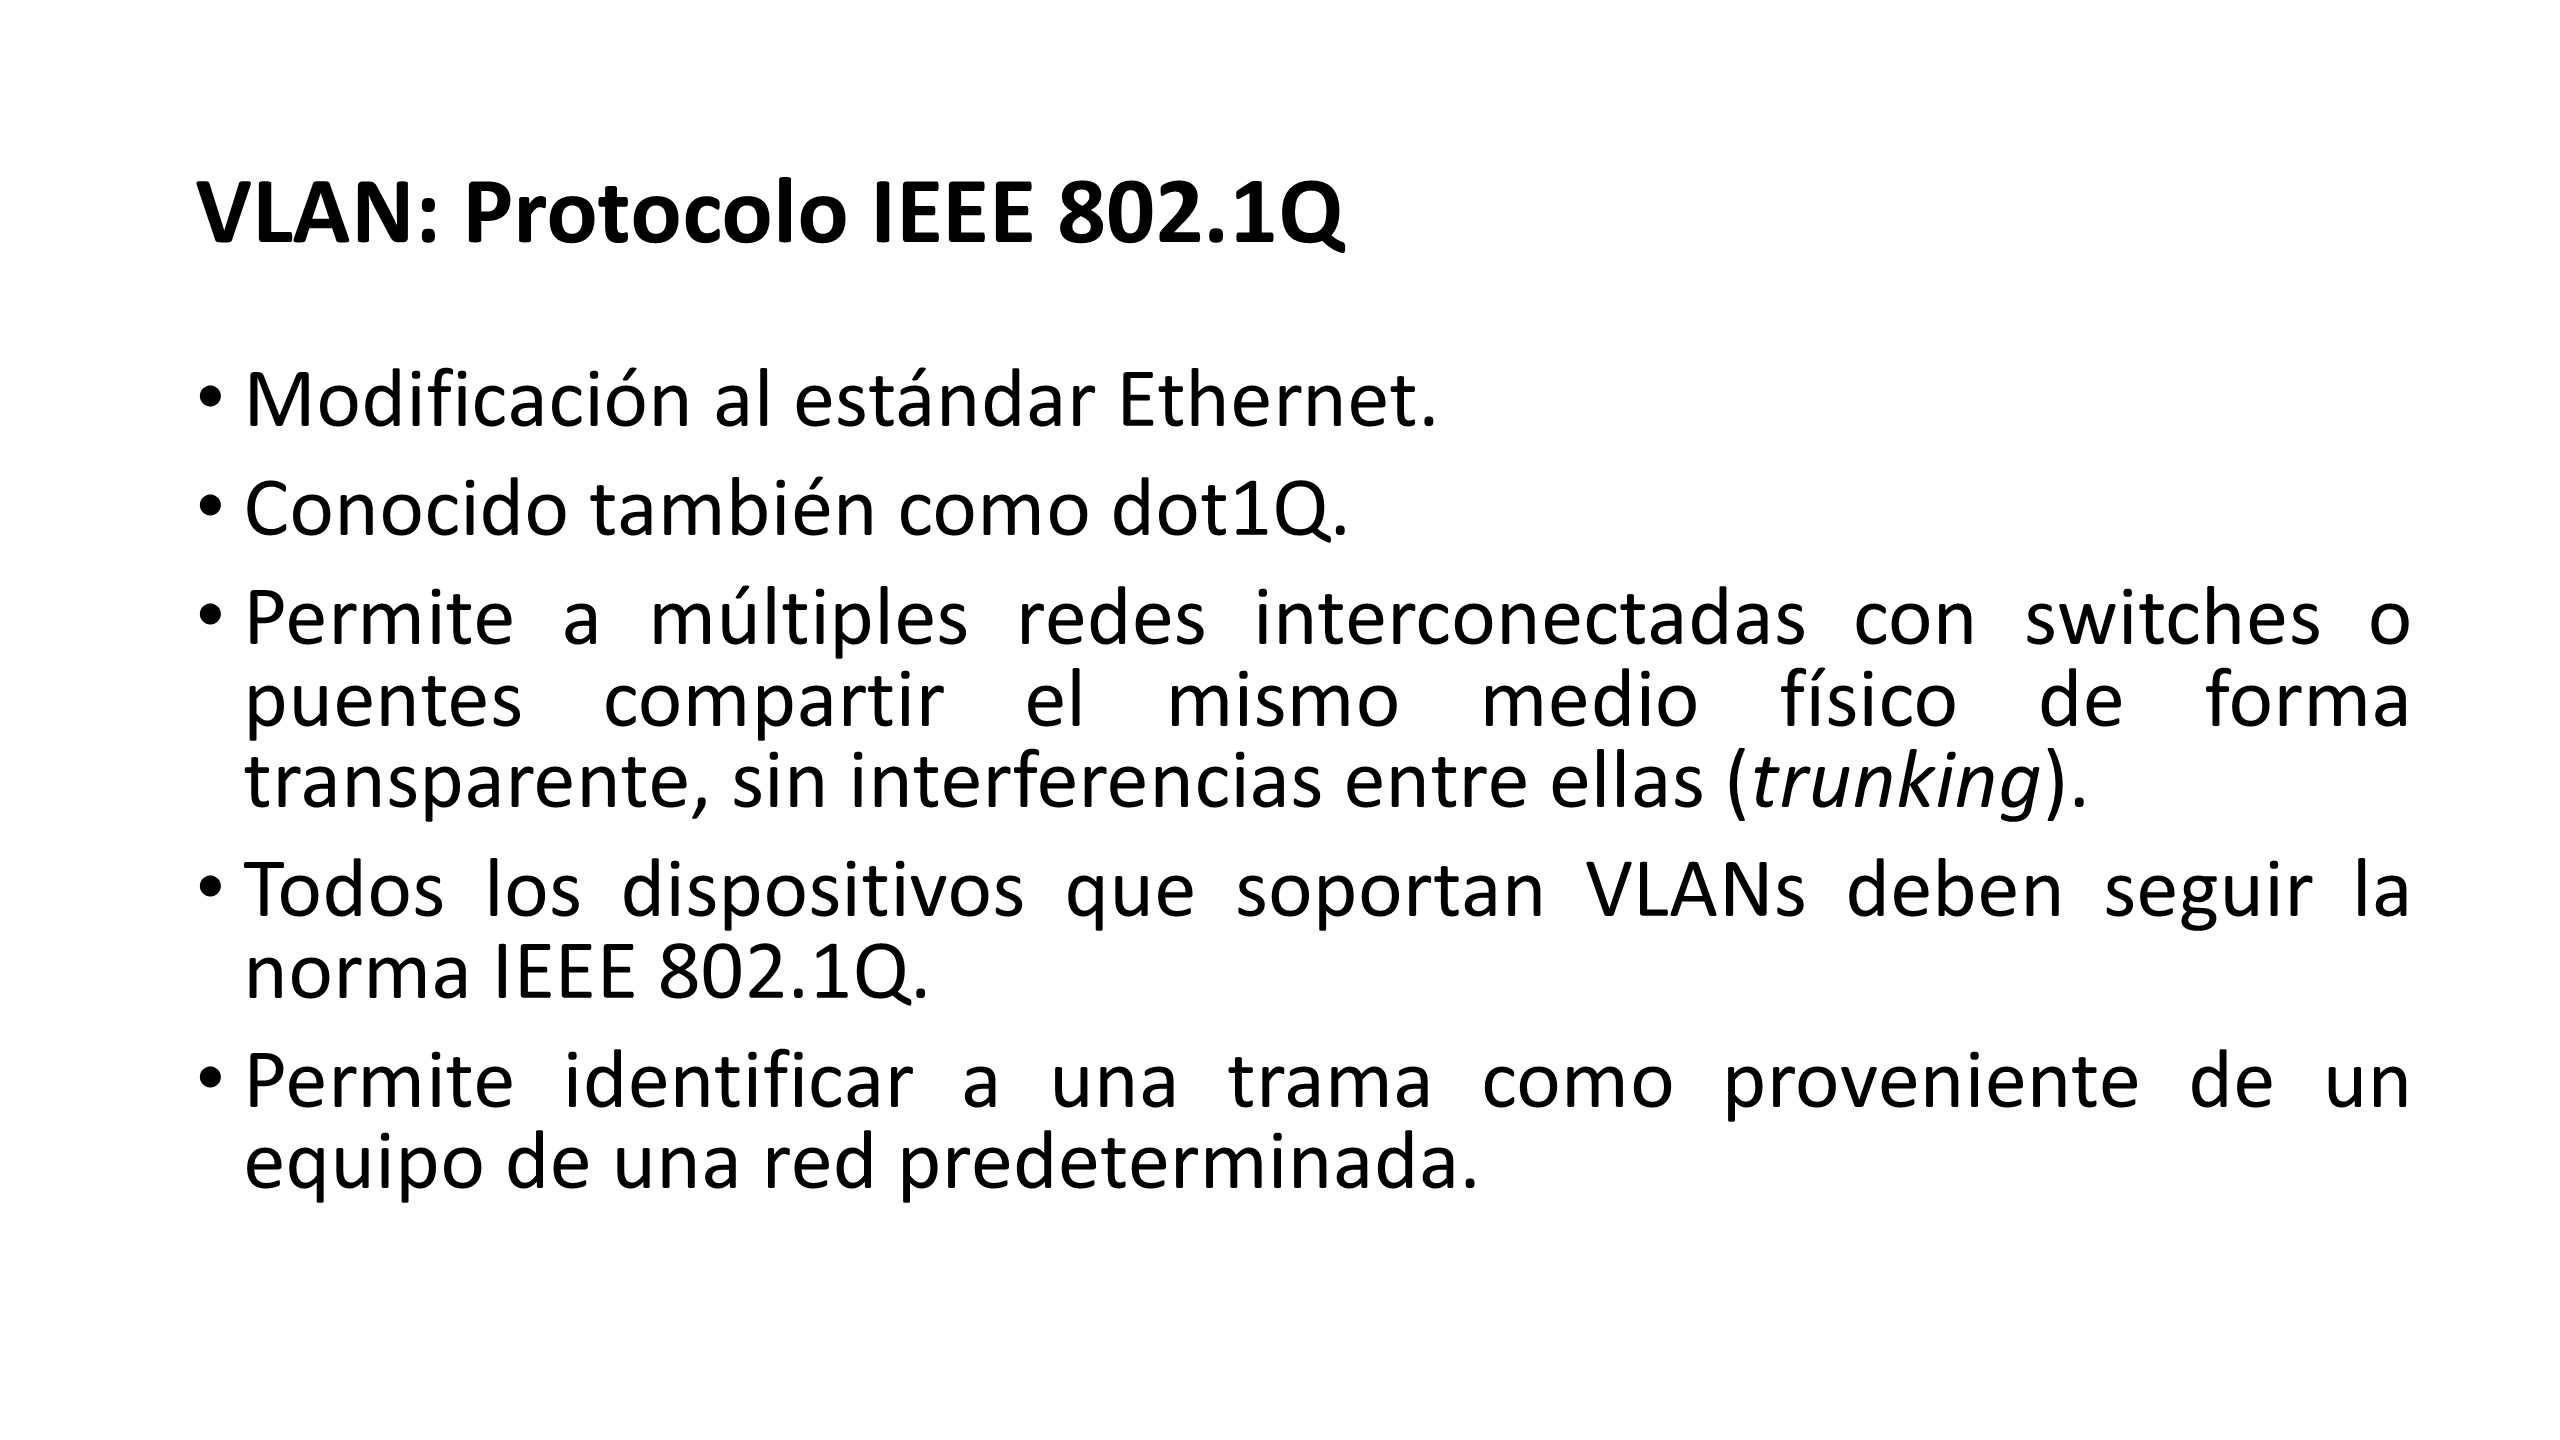 VLAN: Protocolo IEEE 802.1Q
• Modificación al estándar Ethernet.
• Conocido también como dot1Q.
• Permite a múltiples redes interconectadas con switches o
puentes compartir el mismo medio físico de forma
transparente, sin interferencias entre ellas (trunking).
• Todos los dispositivos que soportan VLANs deben seguir la
norma IEEE 802.1Q.
• Permite identificar a una trama como proveniente de un
equipo de una red predeterminada.